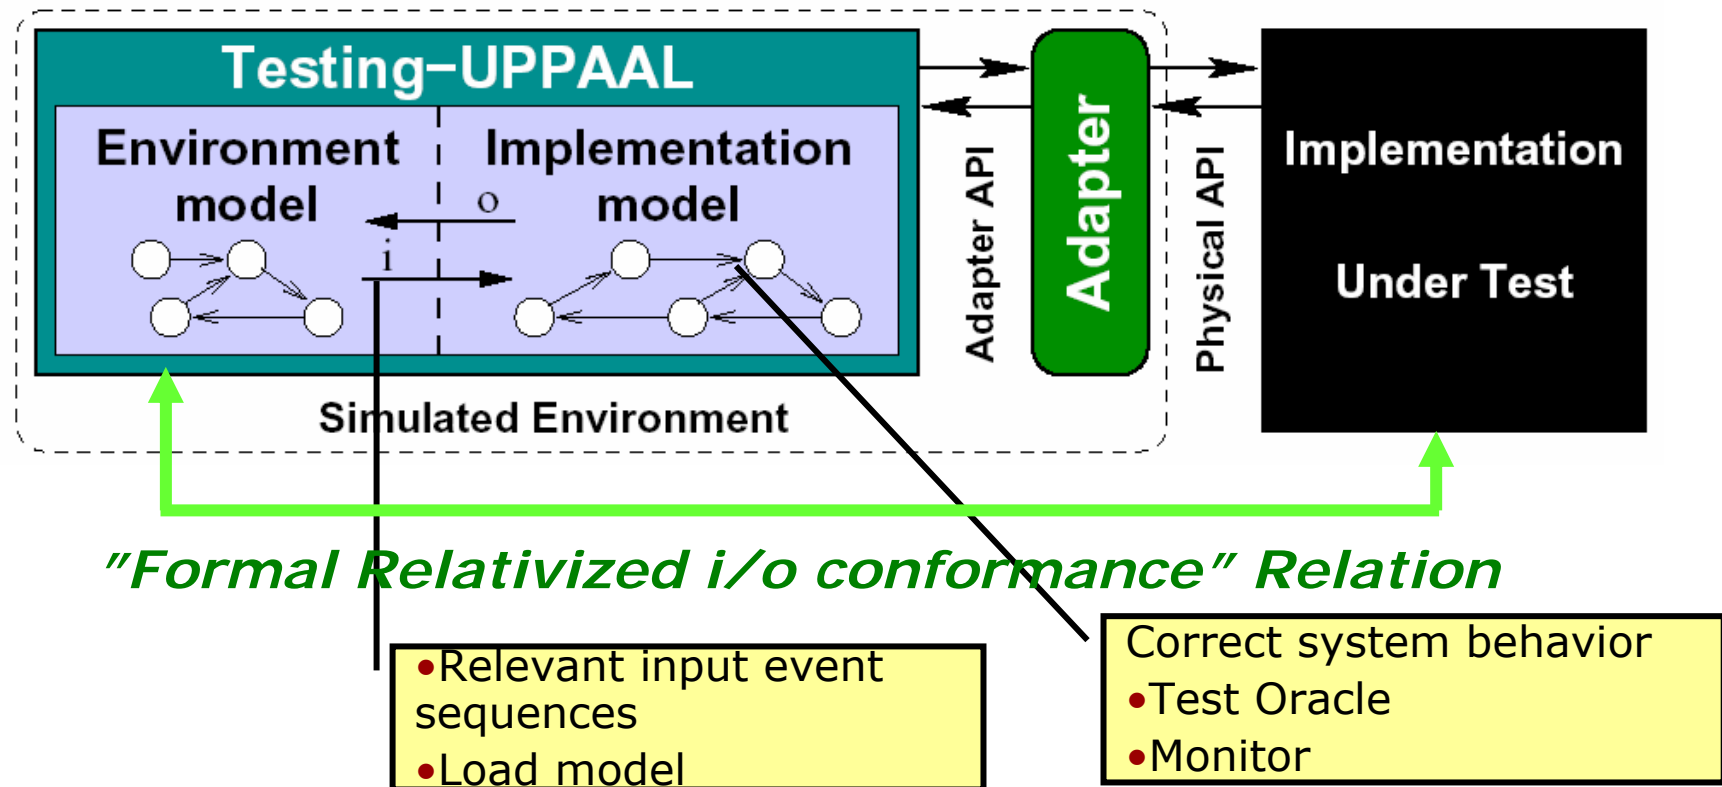 Testing-UPPAAL
Environment
model
Implementation
model
o
i
Simulated Environment
Adapter API
Adapter
Physical API
Implementation
Under Test
"Formal Relativized i/o conformance" Relation
•Relevant input event
sequences
•Load model
Correct system behavior
•Test Oracle
•Monitor